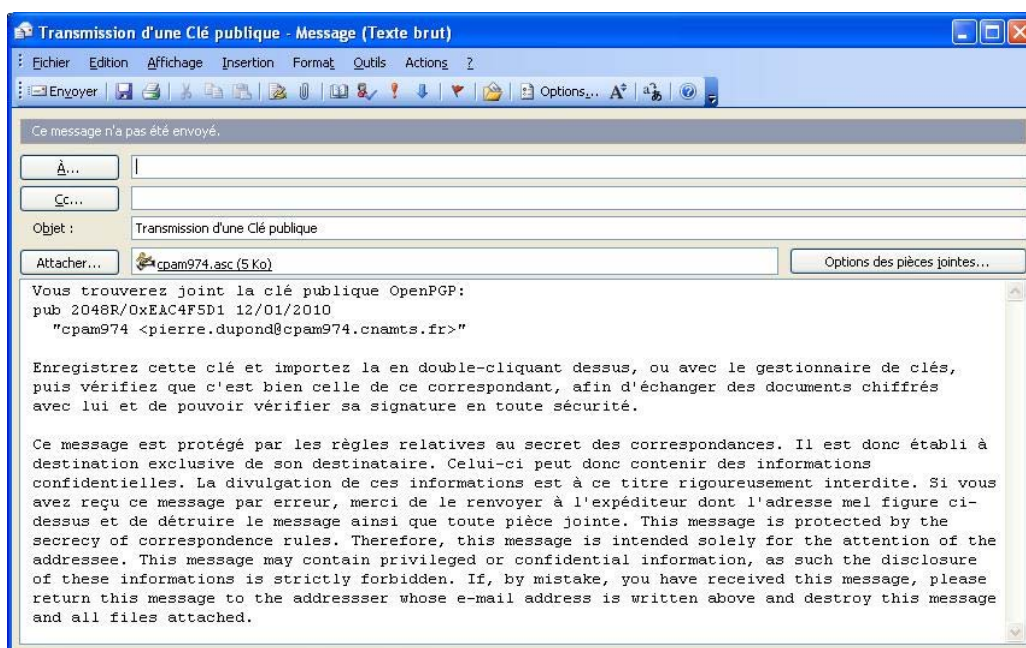 Transmission d'une Clé publique - Message (Texte brut)
Fichier Edition Affichage Insertion Format Outils Actions ?
Envoyer Options...
Ce message n'a pas été envoyé.
À...
Cc...
Objet : Transmission d'une Clé publique
Attacher... cpam974.asc (5 Ko) Options des pièces jointes...
Vous trouverez joint la clé publique OpenPGP:
pub 2048R/0xEAC4F5D1 12/01/2010
"cpam974 <pierre.dupond@cpam974.cnamts.fr>"
Enregistrez cette clé et importez la en double-cliquant dessus, ou avec le gestionnaire de clés,
puis vérifiez que c'est bien celle de ce correspondant, afin d'échanger des documents chiffrés
avec lui et de pouvoir vérifier sa signature en toute sécurité.
Ce message est protégé par les règles relatives au secret des correspondances. Il est donc établi à
destination exclusive de son destinataire. Celui-ci peut donc contenir des informations
confidentielles. La divulgation de ces informations est à ce titre rigoureusement interdite. Si vous
avez reçu ce message par erreur, merci de le renvoyer à l'expéditeur dont l'adresse mel figure ci-
dessus et de détruire le message ainsi que toute pièce jointe. This message is protected by the
secrecy of correspondence rules. Therefore, this message is intended solely for the attention of the
addressee. This message may contain privileged or confidential information, as such the disclosure
of these informations is strictly forbidden. If, by mistake, you have received this message, please
return this message to the addressser whose e-mail address is written above and destroy this message
and all files attached.